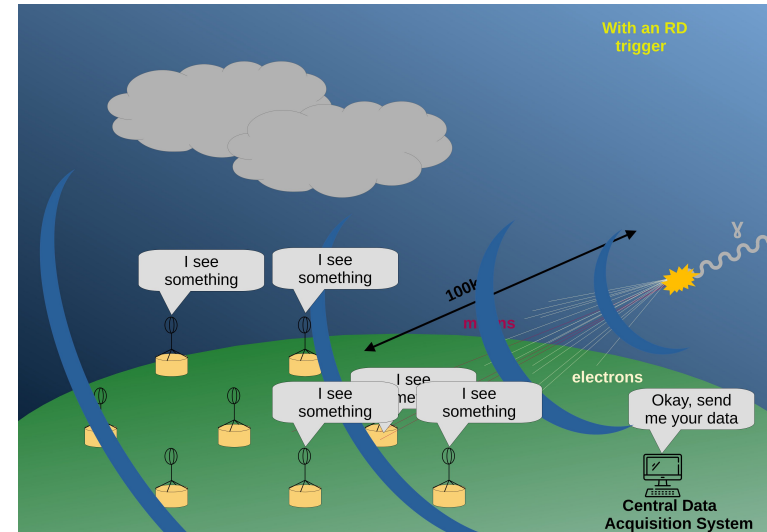 With an RD
trigger
γ
I see
something
I see
something
electrons
I see
I see
something
I see
something
Okay, send
me your data
Central Data
Acquisition System